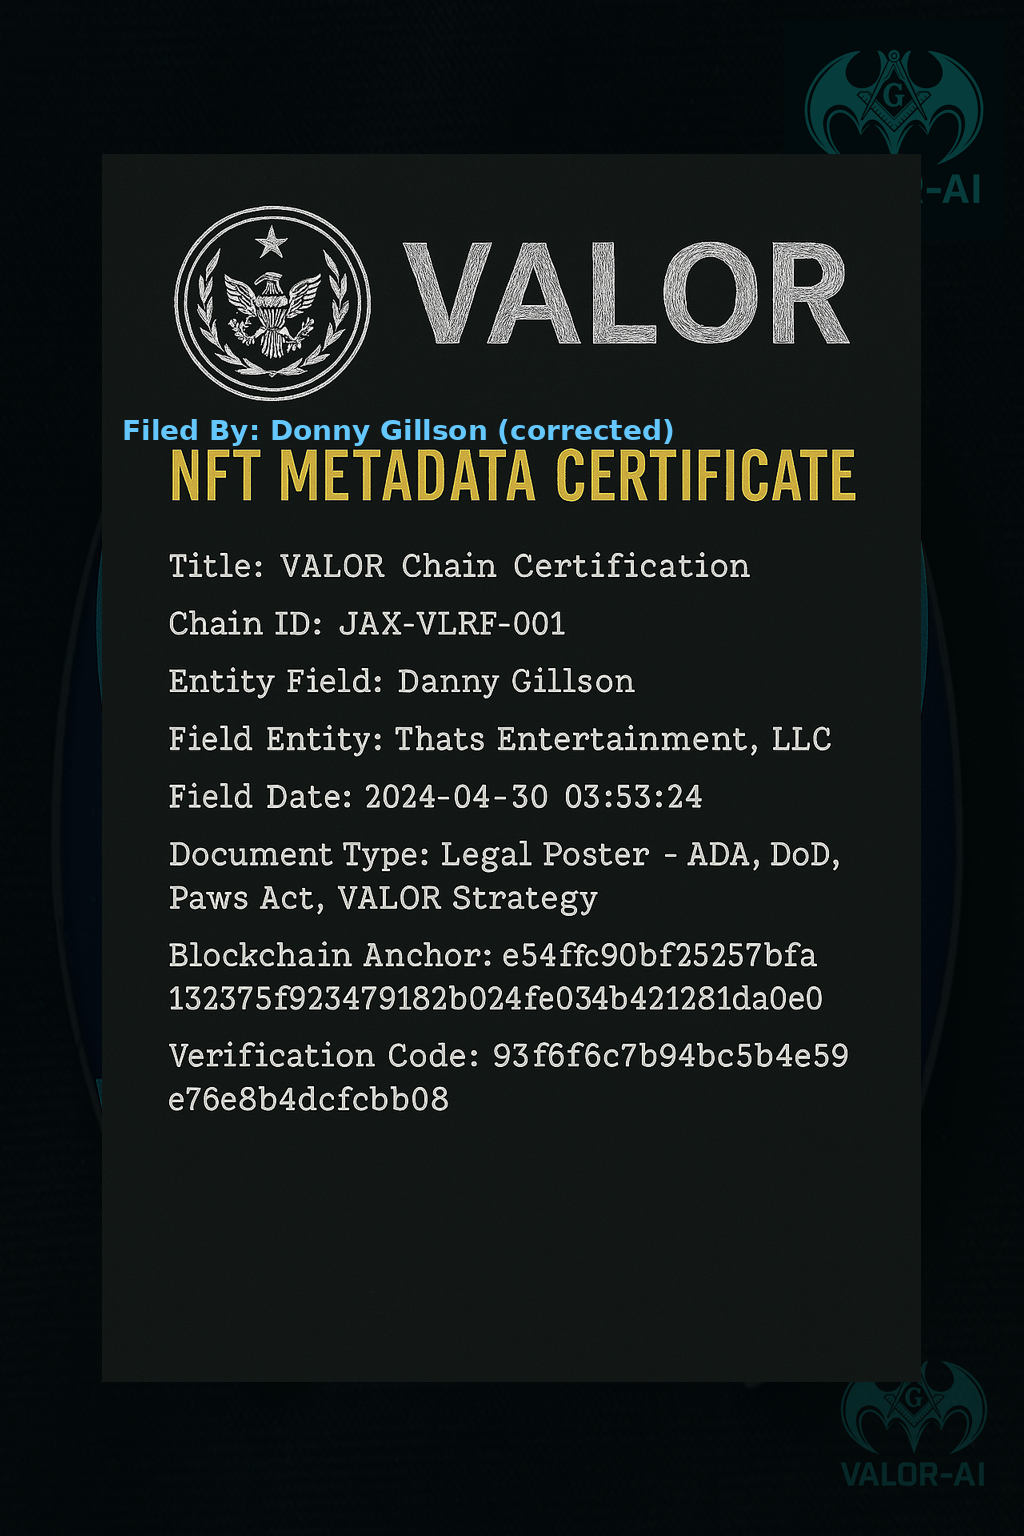 G
R-AI
VALOR
Filed By: Donny Gillson (corrected)
NFT METADATA CERTIFICATE
Title: VALOR Chain Certification
Chain ID: JAX-VLRF-001
Entity Field: Danny Gillson
Field Entity: Thats Entertainment, LLC
Field Date: 2024-04-30 03:53:24
Document Type: Legal Poster - ADA, DoD,
Paws Act, VALOR Strategy
Blockchain Anchor: e54ffc90bf25257bfa
132375f923479182b024fe034b421281da0e0
Verification Code: 93f6f6c7b94bc5b4e59
e76e8b4dcfcbb08
G
VALOR-AI